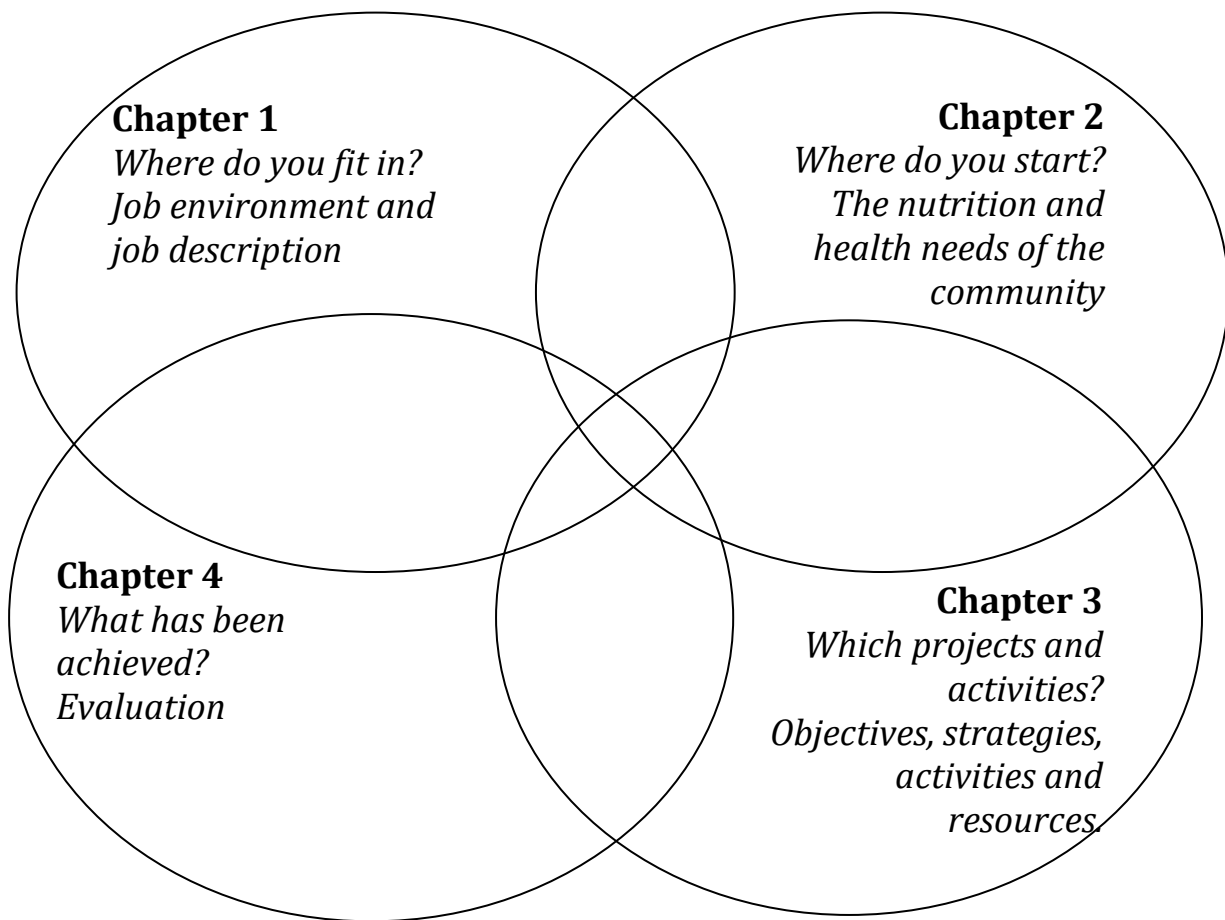 Chapter 1
Where do you fit in?
Job environment and
job description
Chapter 2
Where do you start?
The nutrition and
health needs of the
community
Chapter 4
What has been
achieved?
Evaluation
Chapter 3
Which projects and
activities?
Objectives, strategies,
activities and
resources.